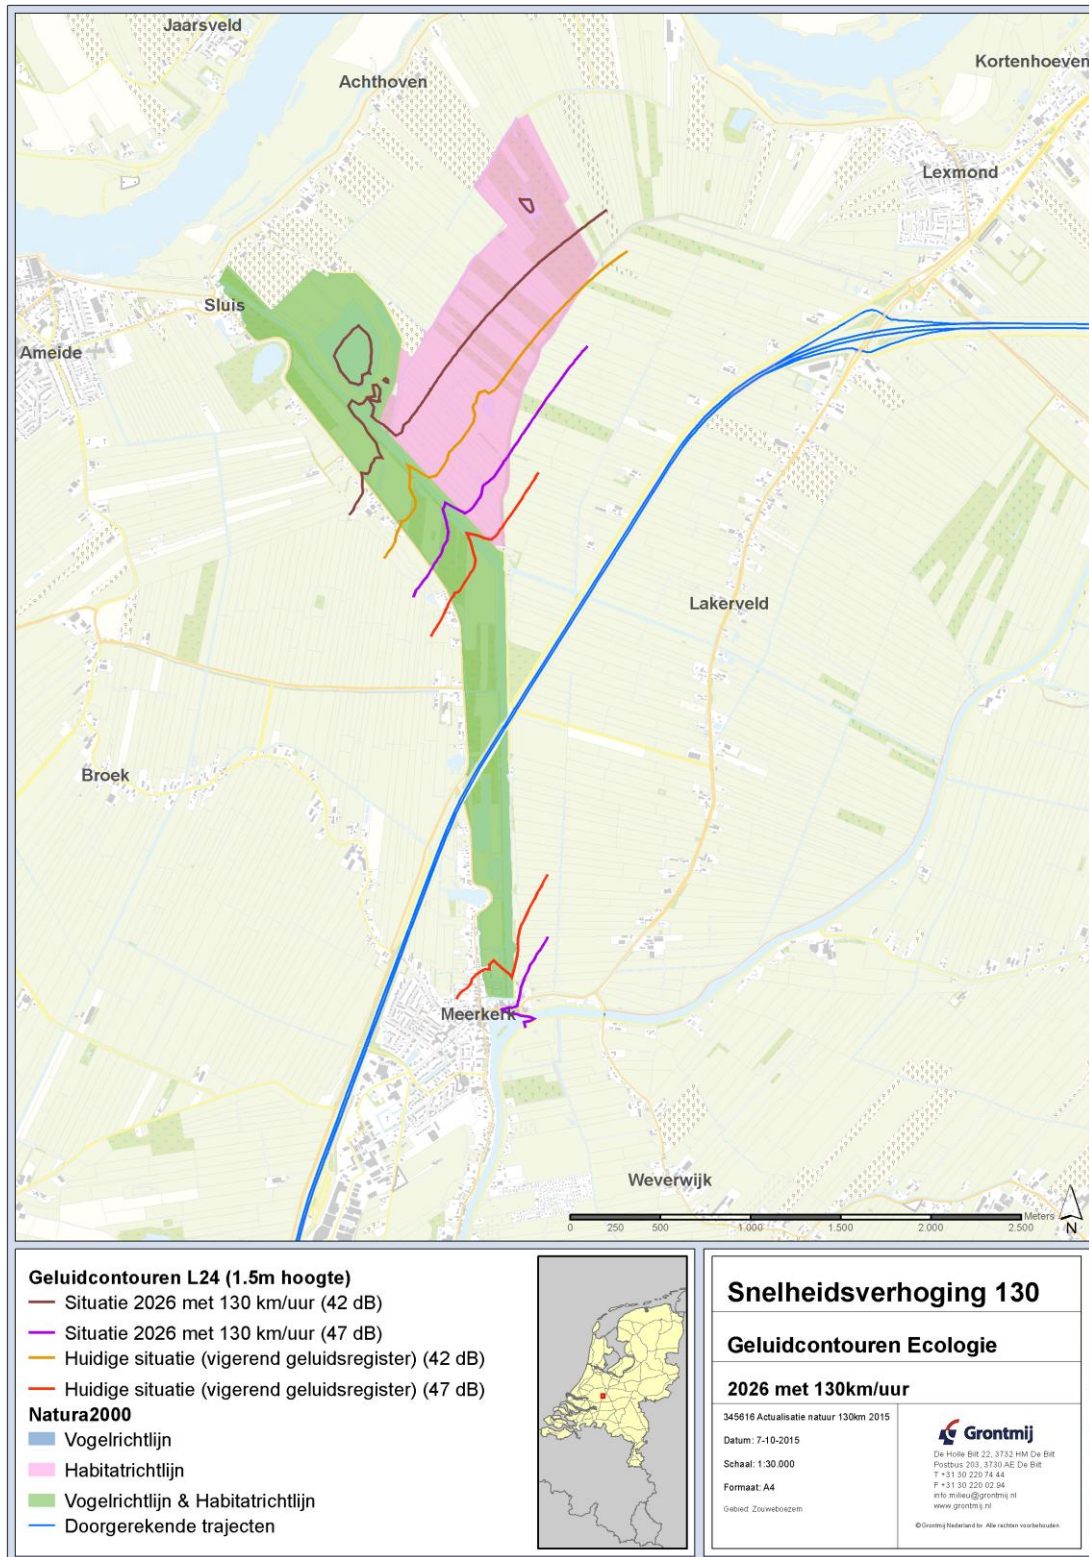 Jaarsveld
Achthoven
Kortenhoeven
Lexmond
Sluis
Ameide
Lakerveld
Broek
Meerkerk
Weverwijk
Meters
0 250 500 1.000 1.500 2.000 2.500
N
Geluidcontouren L24 (1.5m hoogte)
Situatie 2026 met 130 km/uur (42 dB)
Situatie 2026 met 130 km/uur (47 dB)
Huidige situatie (vigerend geluidsregister) (42 dB)
Huidige situatie (vigerend geluidsregister) (47 dB)
Natura2000
Vogelrichtlijn
Habitatrichtlijn
Vogelrichtlijn & Habitatrichtlijn
Doorgerekende trajecten
Snelheidsverhoging 130
Geluidcontouren Ecologie
2026 met 130km/uur
345616 Actualisatie natuur 130km 2015
Datum: 7-10-2015
Schaal: 1:30.000
Formaat: A4
Gebied: Zouweboezem
Grontmij
De Holle Bilt 22, 3732 HM De Bilt
Postbus 203, 3730 AE De Bilt
T +31 30 220 74 44
F +31 30 220 02 94
info.milieu@grontmij.nl
www.grontmij.nl
© Grontmij Nederland bv Alle rechten voorbehouden